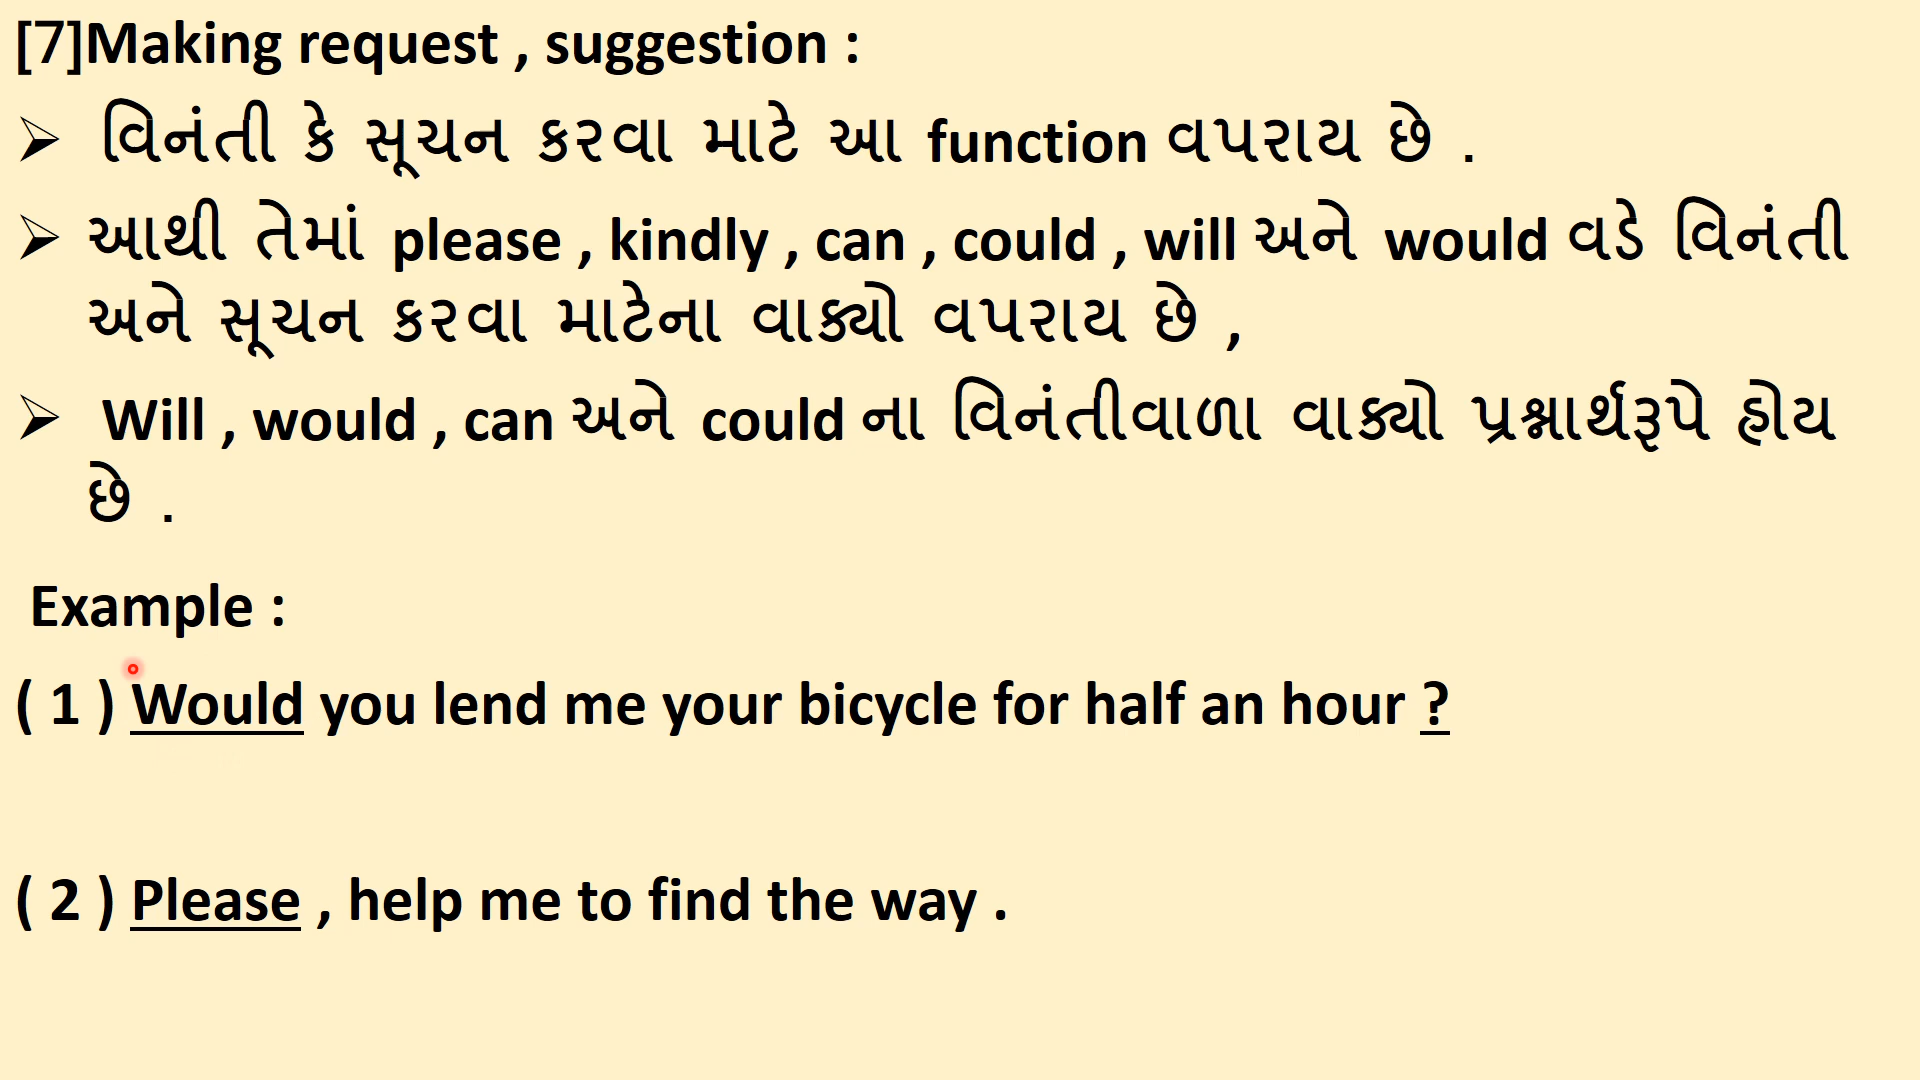 [7]Making request , suggestion :
➢ વિનંતી કે સૂચન કરવા માટે આ function વપરાય છે .
➢ આથી તેમાં please , kindly , can , could , will અને would વડે વિનંતી
અને સૂચન કરવા માટેના વાક્યો વપરાય છે ,
➢ Will , would , can અને could ના વિનંતીવાળા વાક્યો પ્રશ્નાર્થરૂપે હોય
છે .
Example :
( 1 ) Would you lend me your bicycle for half an hour ?
( 2 ) Please , help me to find the way .